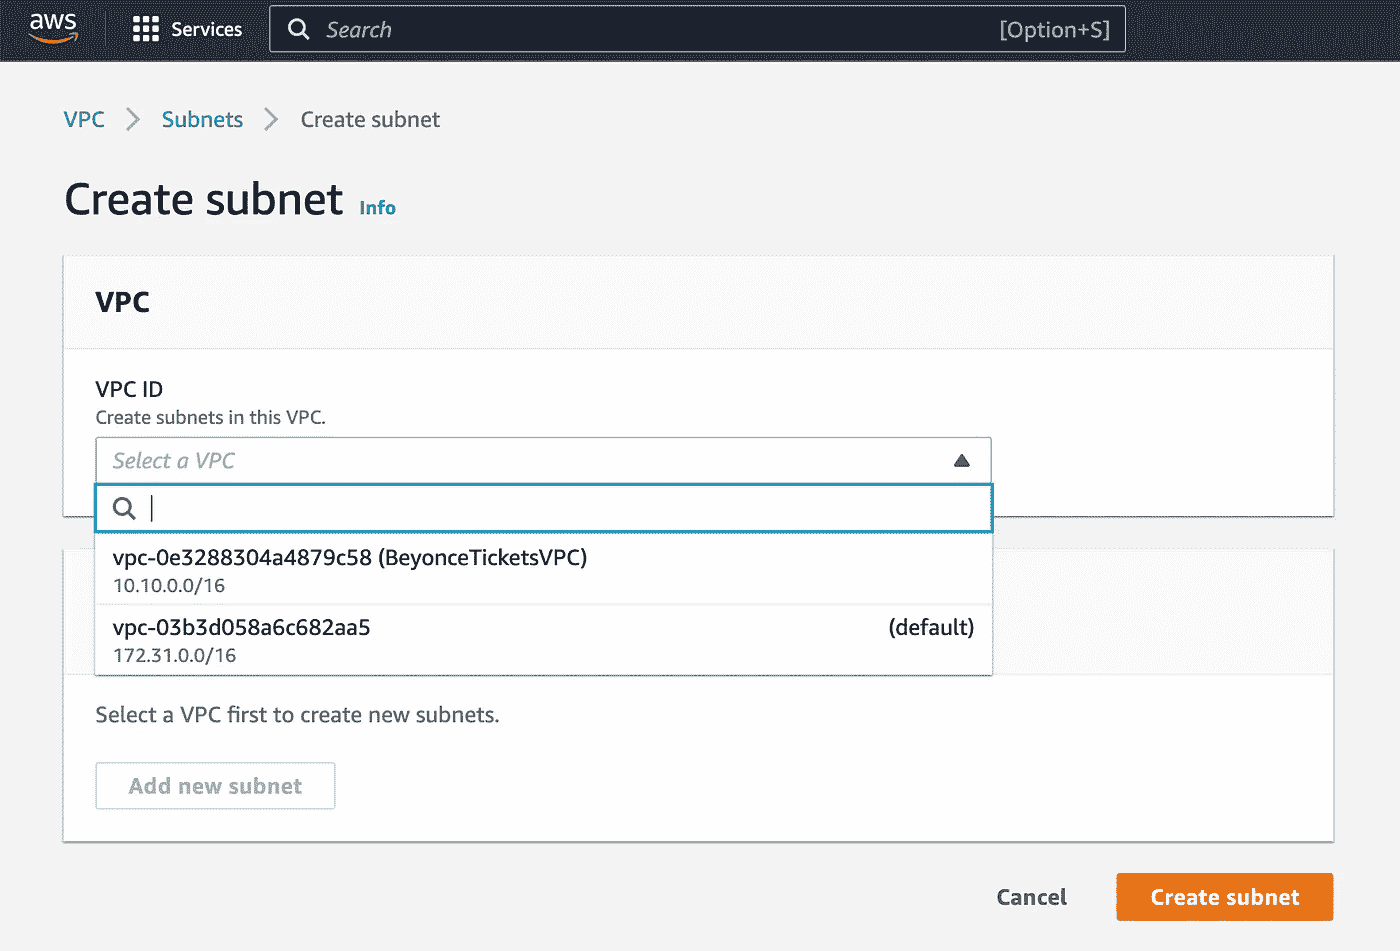 aws Services Search [Option+S]
VPC Subnets Create subnet
Create subnet Info
VPC
VPC ID
Create subnets in this VPC.
Select a VPC
vpc-0e3288304a4879c58 (BeyonceTicketsVPC)
10.10.0.0/16
vpc-03b3d058a6c682aa5 (default)
172.31.0.0/16
Select a VPC first to create new subnets.
Add new subnet
Cancel Create subnet